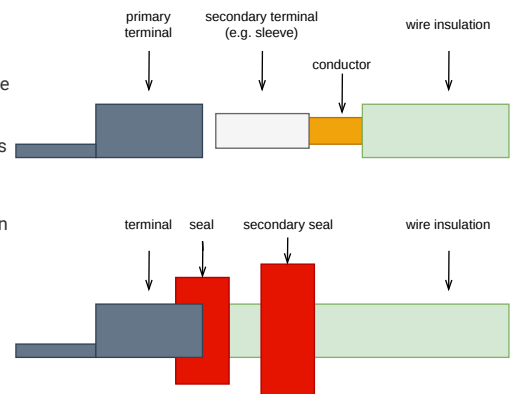 primary
terminal
secondary terminal
(e.g. sleeve)
wire insulation
conductor
e
s
n
terminal
seal
secondary seal
wire insulation